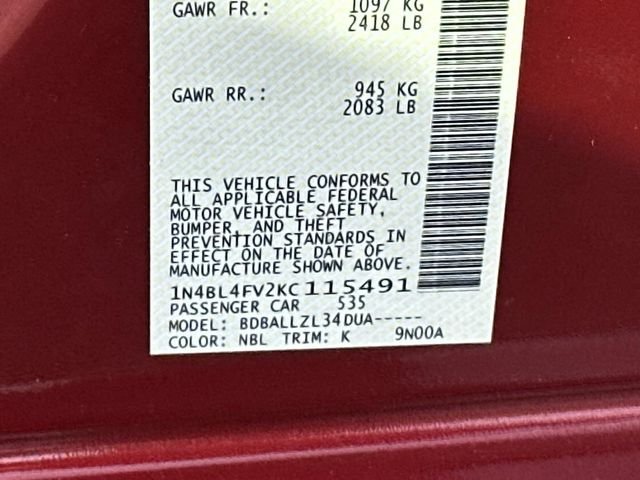 GAWR FR.: 1097 KG
2418 LB
GAWR RR.: 945 KG
2083 LB
THIS VEHICLE CONFORMS TO
ALL APPLICABLE FEDERAL
MOTOR VEHICLE SAFETY,
BUMPER, AND THEFT
PREVENTION STANDARDS IN
EFFECT ON THE DATE OF
MANUFACTURE SHOWN ABOVE.
1N4BL4FV2KC115491
PASSENGER CAR 535
MODEL: BDBALLZL34DUA-----
COLOR: NBL TRIM: K 9N00A